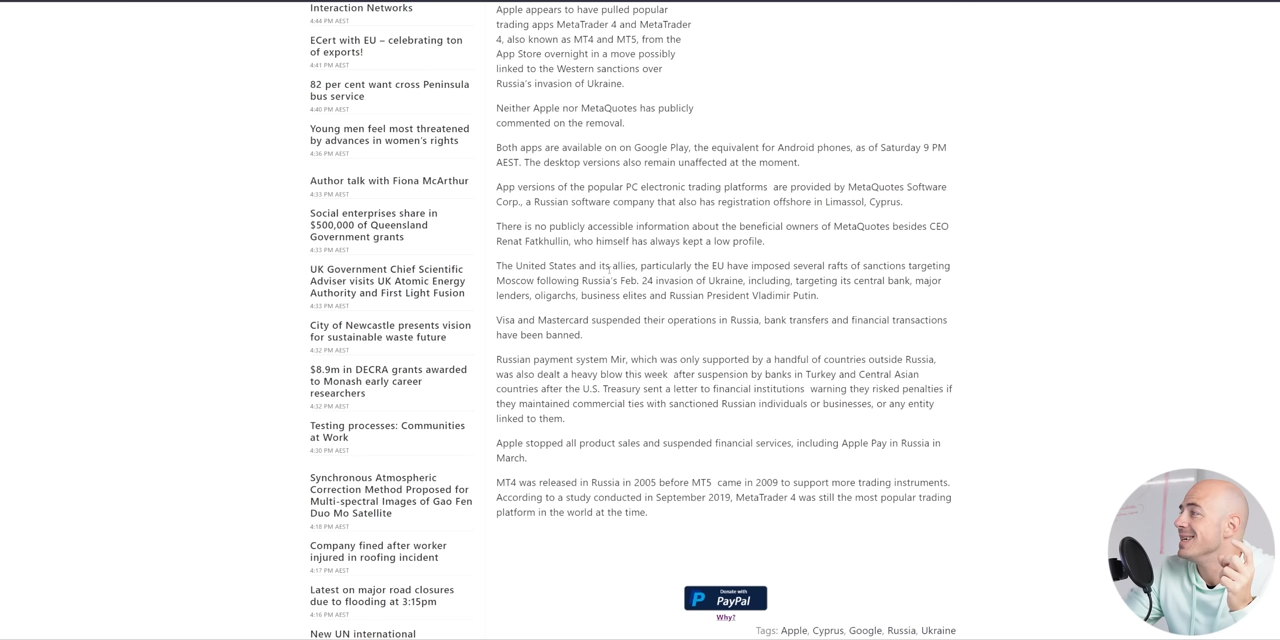 Interaction Networks
4:44 PM AEST
ECert with EU – celebrating ton
of exports!
4:41 PM AEST
82 per cent want cross Peninsula
bus service
4:40 PM AEST
Young men feel most threatened
by advances in women's rights
4:36 PM AEST
Author talk with Fiona McArthur
4:33 PM AEST
Social enterprises share in
$500,000 of Queensland
Government grants
4:33 PM AEST
UK Government Chief Scientific
Adviser visits UK Atomic Energy
Authority and First Light Fusion
4:33 PM AEST
City of Newcastle presents vision
for sustainable waste future
4:32 PM AEST
$8.9m in DECRA grants awarded
to Monash early career
researchers
4:32 PM AEST
Testing processes: Communities
at Work
4:30 PM AEST
Synchronous Atmospheric
Correction Method Proposed for
Multi-spectral Images of Gao Fen
Duo Mo Satellite
4:18 PM AEST
Company fined after worker
injured in roofing incident
4:17 PM AEST
Latest on major road closures
due to flooding at 3:15pm
4:16 PM AEST
New UN international
Apple appears to have pulled popular
trading apps MetaTrader 4 and MetaTrader
4, also known as MT4 and MT5, from the
App Store overnight in a move possibly
linked to the Western sanctions over
Russia's invasion of Ukraine.
Neither Apple nor MetaQuotes has publicly
commented on the removal.
Both apps are available on on Google Play, the equivalent for Android phones, as of Saturday 9 PM
AEST. The desktop versions also remain unaffected at the moment.
App versions of the popular PC electronic trading platforms are provided by MetaQuotes Software
Corp., a Russian software company that also has registration offshore in Limassol, Cyprus.
There is no publicly accessible information about the beneficial owners of MetaQuotes besides CEO
Renat Fatkhullin, who himself has always kept a low profile.
The United States and its allies, particularly the EU have imposed several rafts of sanctions targeting
Moscow following Russia's Feb. 24 invasion of Ukraine, including, targeting its central bank, major
lenders, oligarchs, business elites and Russian President Vladimir Putin.
Visa and Mastercard suspended their operations in Russia, bank transfers and financial transactions
have been banned.
Russian payment system Mir, which was only supported by a handful of countries outside Russia,
was also dealt a heavy blow this week after suspension by banks in Turkey and Central Asian
countries after the U.S. Treasury sent a letter to financial institutions warning they risked penalties if
they maintained commercial ties with sanctioned Russian individuals or businesses, or any entity
linked to them.
Apple stopped all product sales and suspended financial services, including Apple Pay in Russia in
March.
MT4 was released in Russia in 2005 before MT5 came in 2009 to support more trading instruments.
According to a study conducted in September 2019, MetaTrader 4 was still the most popular trading
platform in the world at the time.
Donate with
PayPal
Why?
Tags: Apple, Cyprus, Google, Russia, Ukraine